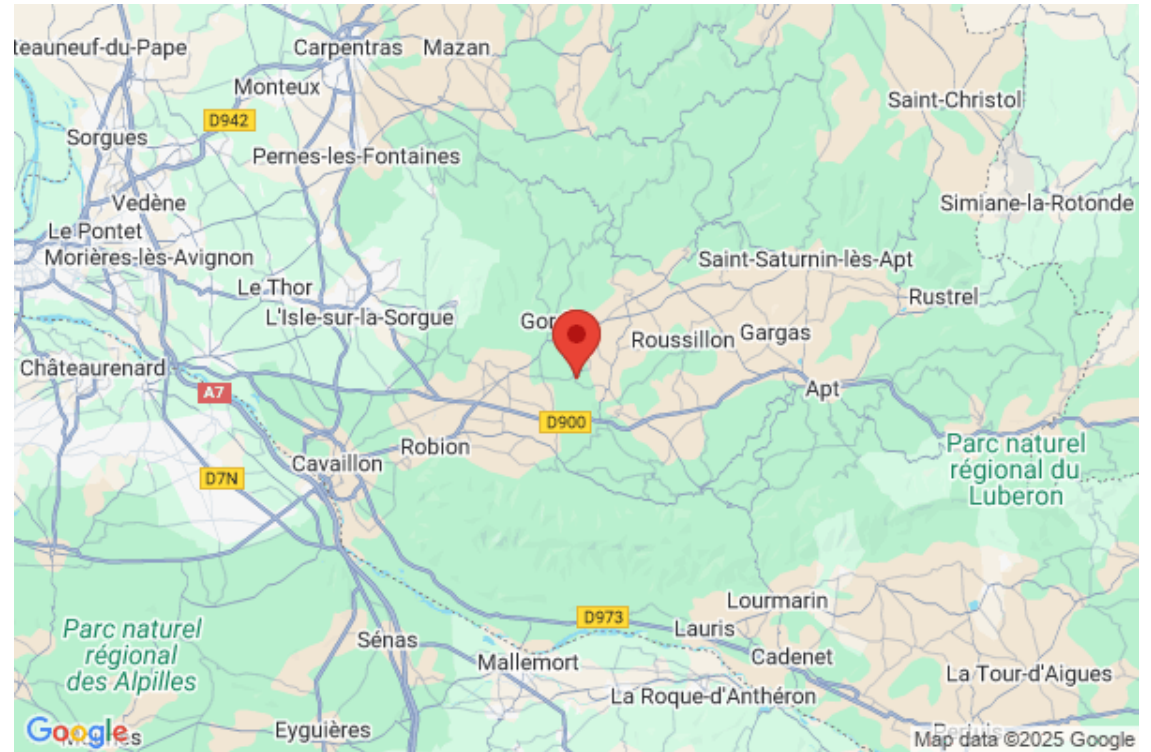 teauneuf-du-Pape
Carpentras
Mazan
Monteux
Saint-Christol
D942
Sorgues
Pernes-les-Fontaines
Vedène
Simiane-la-Rotonde
Le Pontet
Morières-lès-Avignon
Saint-Saturnin-lès-Apt
Le Thor
Rustrel
L'Isle-sur-la-Sorgue
Gor
Roussillon
Gargas
Châteaurenard
A7
Apt
D900
Robion
Parc naturel
régional du
Luberon
Cavaillon
D7N
Lourmarin
D973
Parc naturel
régional
des Alpilles
Sénas
Lauris
Mallemort
Cadenet
La Tour-d'Aigues
La Roque-d'Anthéron
Eyguières
Google
Map data ©2025 Google